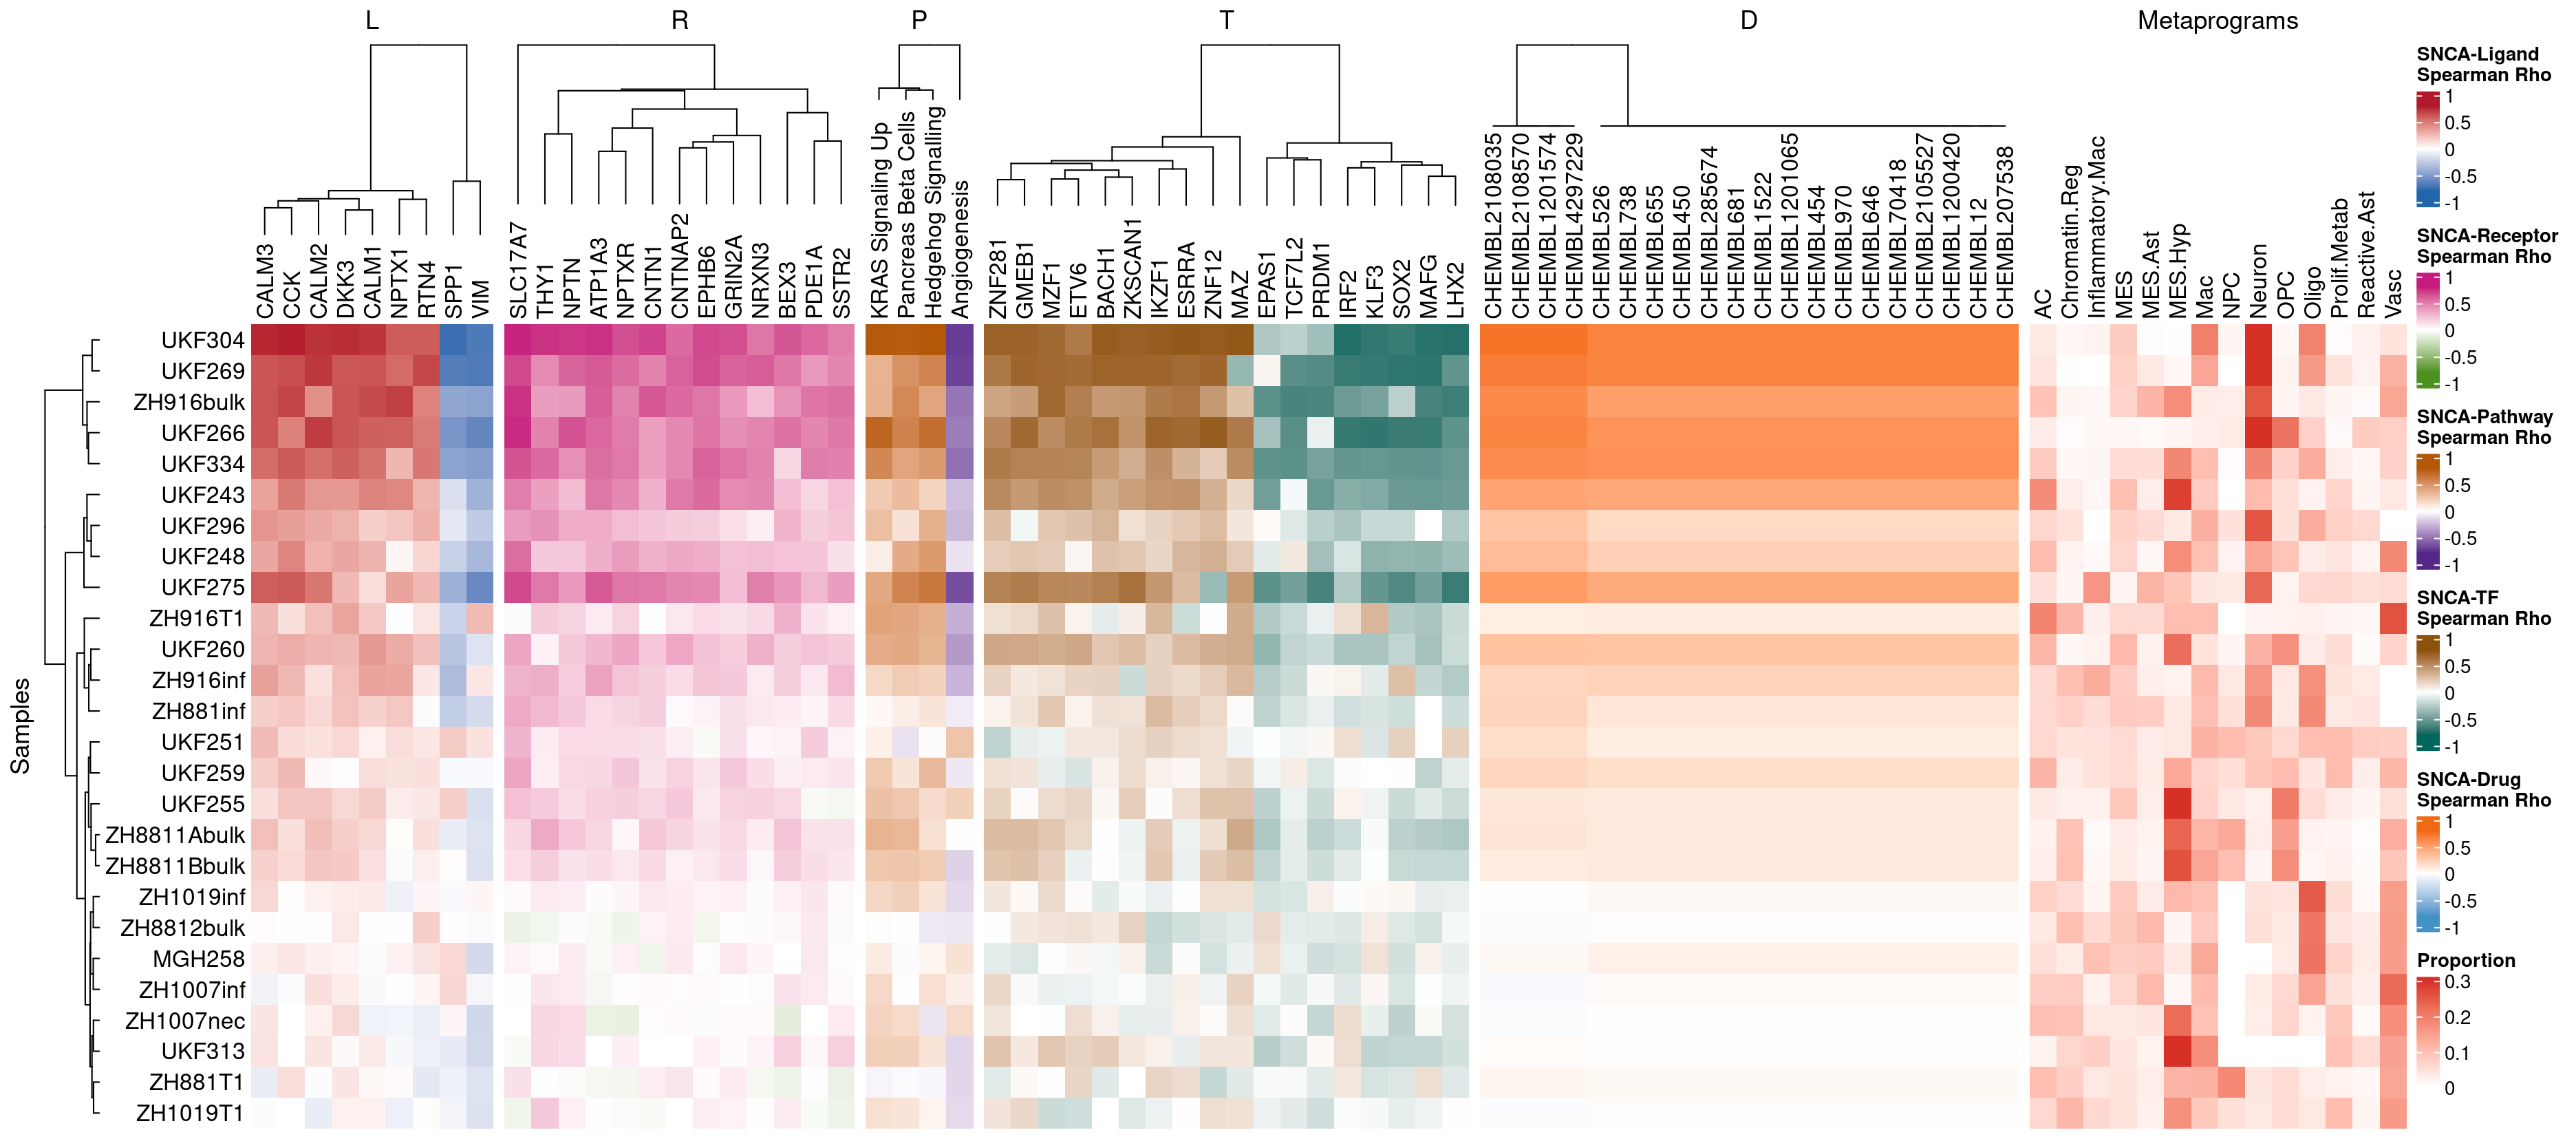 L
R
P
T
D
Metaprograms
CALM3
CCK
CALM2
DKK3
CALM1
NPTX1
RTN4
SPP1
VIM
SLC17A7
THY1
NPTN
ATP1A3
NPTXR
CNTN1
CNTNAP2
EPHB6
GRIN2A
NRXN3
BEX3
PDE1A
SSTR2
KRAS Signaling Up
Pancreas Beta Cells
Hedgehog Signalling
Angiogenesis
ZNF281
GMEB1
MZF1
ETV6
BACH1
ZKSCAN1
IKZF1
ESRRA
ZNF12
MAZ
EPAS1
TCF7L2
PRDM1
IRF2
KLF3
SOX2
MAFG
LHX2
CHEMBL2108035
CHEMBL2108570
CHEMBL1201574
CHEMBL4297229
CHEMBL526
CHEMBL738
CHEMBL655
CHEMBL450
CHEMBL285674
CHEMBL681
CHEMBL1522
CHEMBL1201065
CHEMBL454
CHEMBL970
CHEMBL646
CHEMBL70418
CHEMBL2105527
CHEMBL1200420
CHEMBL12
CHEMBL2075538
AC
Chromatin.Reg
Inflammatory.Mac
MES
MES.Ast
MES.Hyp
Mac
NPC
Neuron
OPC
Oligo
Prolif.Metab
Reactive.Ast
Vasc
Samples
UKF304
UKF269
ZH916bulk
UKF266
UKF334
UKF243
UKF296
UKF248
UKF275
ZH916T1
UKF260
ZH916inf
ZH881inf
UKF251
UKF259
UKF255
ZH8811Abulk
ZH8811Bbulk
ZH1019inf
ZH8812bulk
MGH258
ZH1007inf
ZH1007nec
UKF313
ZH881T1
ZH1019T1
SNCA-Ligand
Spearman Rho
1
0.5
0
-0.5
-1
SNCA-Receptor
Spearman Rho
1
0.5
0
-0.5
-1
SNCA-Pathway
Spearman Rho
1
0.5
0
-0.5
-1
SNCA-TF
Spearman Rho
1
0.5
0
-0.5
-1
SNCA-Drug
Spearman Rho
1
0.5
0
-0.5
-1
Proportion
0.3
0.2
0.1
0